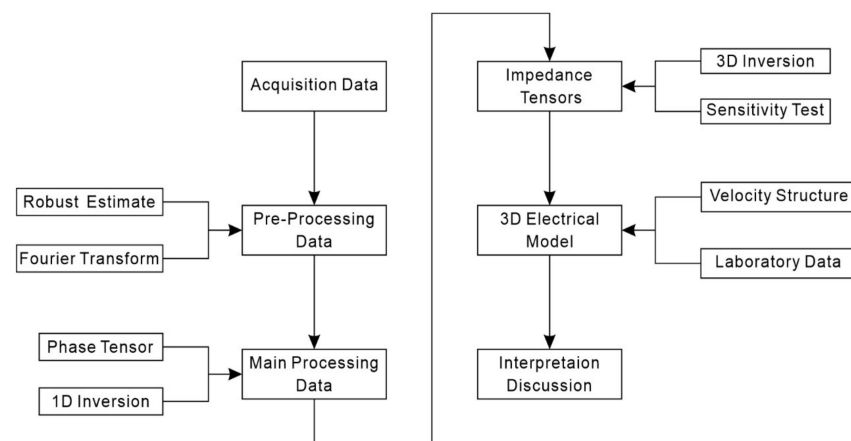 Acquisition Data
Robust Estimate
Fourier Transform
Pre-Processing
Data
Phase Tensor
1D Inversion
Main Processing
Data
Impedance
Tensors
3D Inversion
Sensitivity Test
3D Electrical
Model
Velocity Structure
Laboratory Data
Interpretaion
Discussion